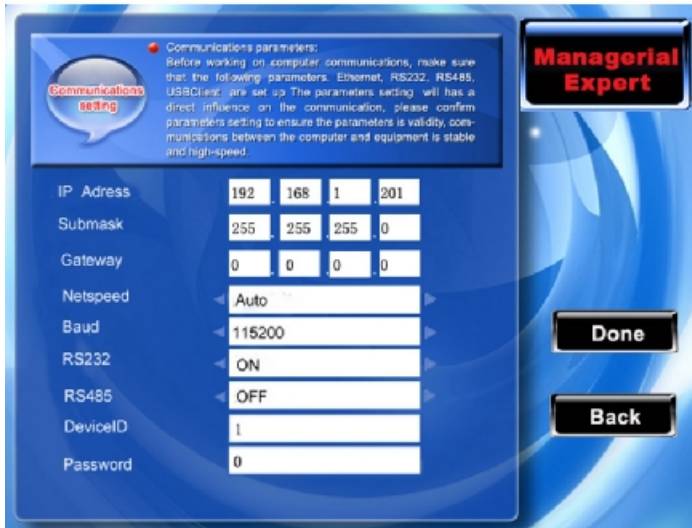 Communications parameters:
Before working on computer communications, make sure
that the following parameters. Ethernet, RS232, RS485,
USBClient are set up The parameters setting will has a
direct influence on the communication, please confirm
parameters setting to ensure the parameters is validity, com-
munications between the computer and equipment is stable
and high-speed.
Communications
setting
Managerial
Expert
IP Adress 192 . 168 . 1 . 201
Submask 255 . 255 . 255 . 0
Gateway 0 . 0 . 0 . 0
Netspeed Auto
Baud 115200
RS232 ON
RS485 OFF
DeviceID 1
Password 0
Done
Back